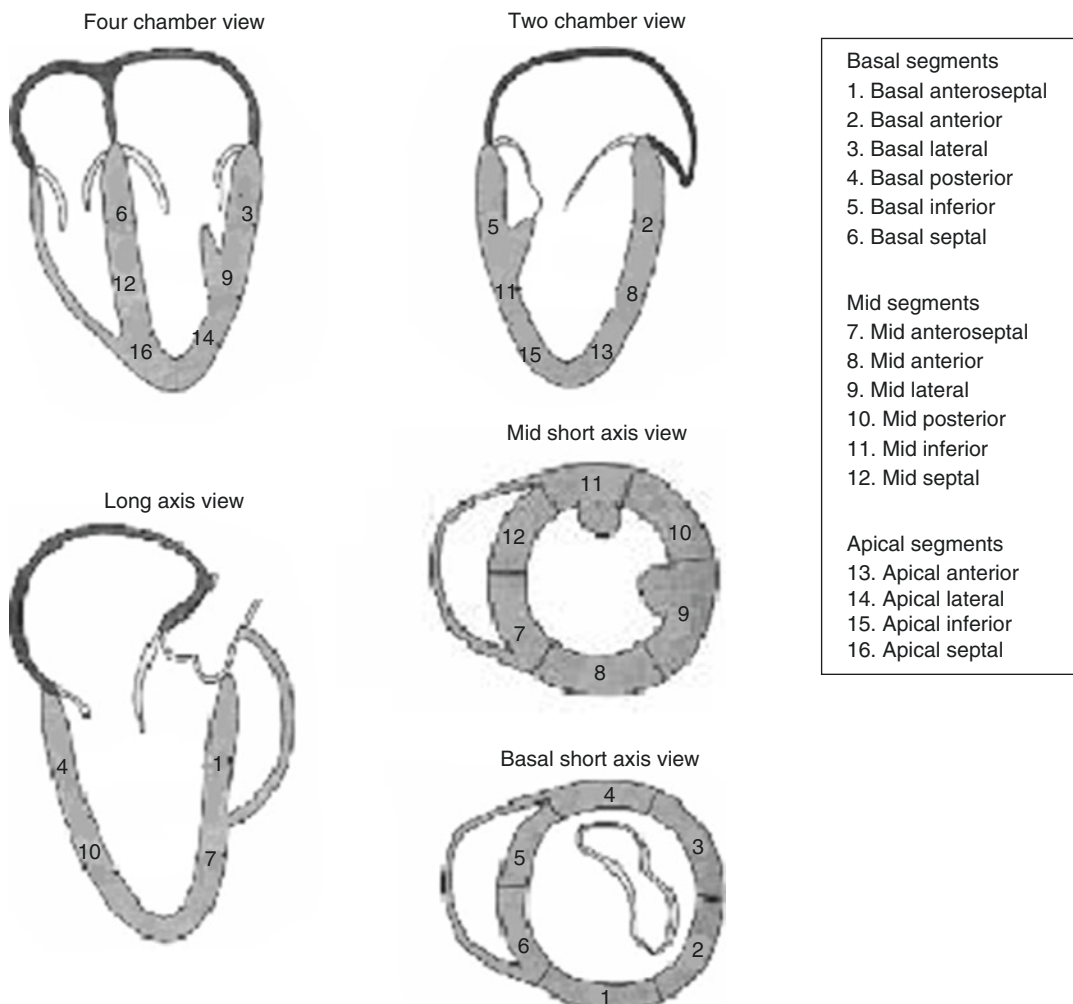 Four chamber view
6
3
12
9
14
16
Two chamber view
5
2
11
8
15
13
Basal segments
1. Basal anteroseptal
2. Basal anterior
3. Basal lateral
4. Basal posterior
5. Basal inferior
6. Basal septal
Mid segments
7. Mid anteroseptal
8. Mid anterior
9. Mid lateral
10. Mid posterior
11. Mid inferior
12. Mid septal
Apical segments
13. Apical anterior
14. Apical lateral
15. Apical inferior
16. Apical septal
Long axis view
4
1
10
7
Mid short axis view
11
12
10
7
9
8
Basal short axis view
4
5
3
6
2
1